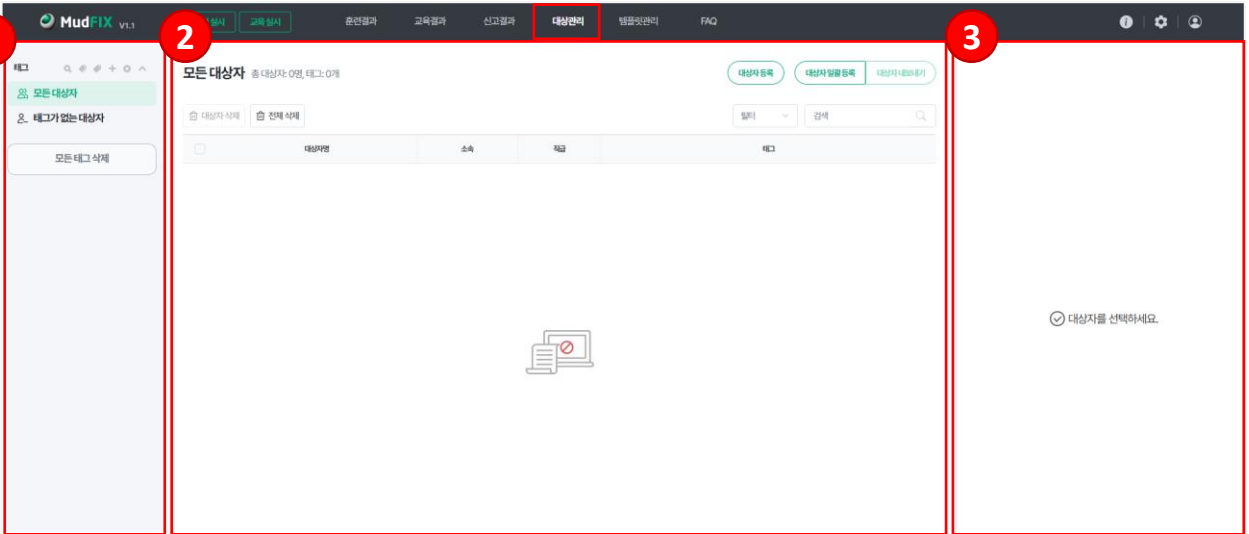 MudFIX V1.1 실시 교육 실시 훈련결과 교육결과 신고결과 대상관리 템플릿관리 FAQ
2
3
태그
모든 대상자
태그가 없는 대상자
모든 태그 삭제
모든 대상자 총 대상자: 0명, 태그: 0개
대상자 등록 대상자 일괄 등록 대상자 내보내기
대상자 삭제 전체 삭제 필터 검색
대상자명 소속 직급 태그
대상자를 선택하세요.